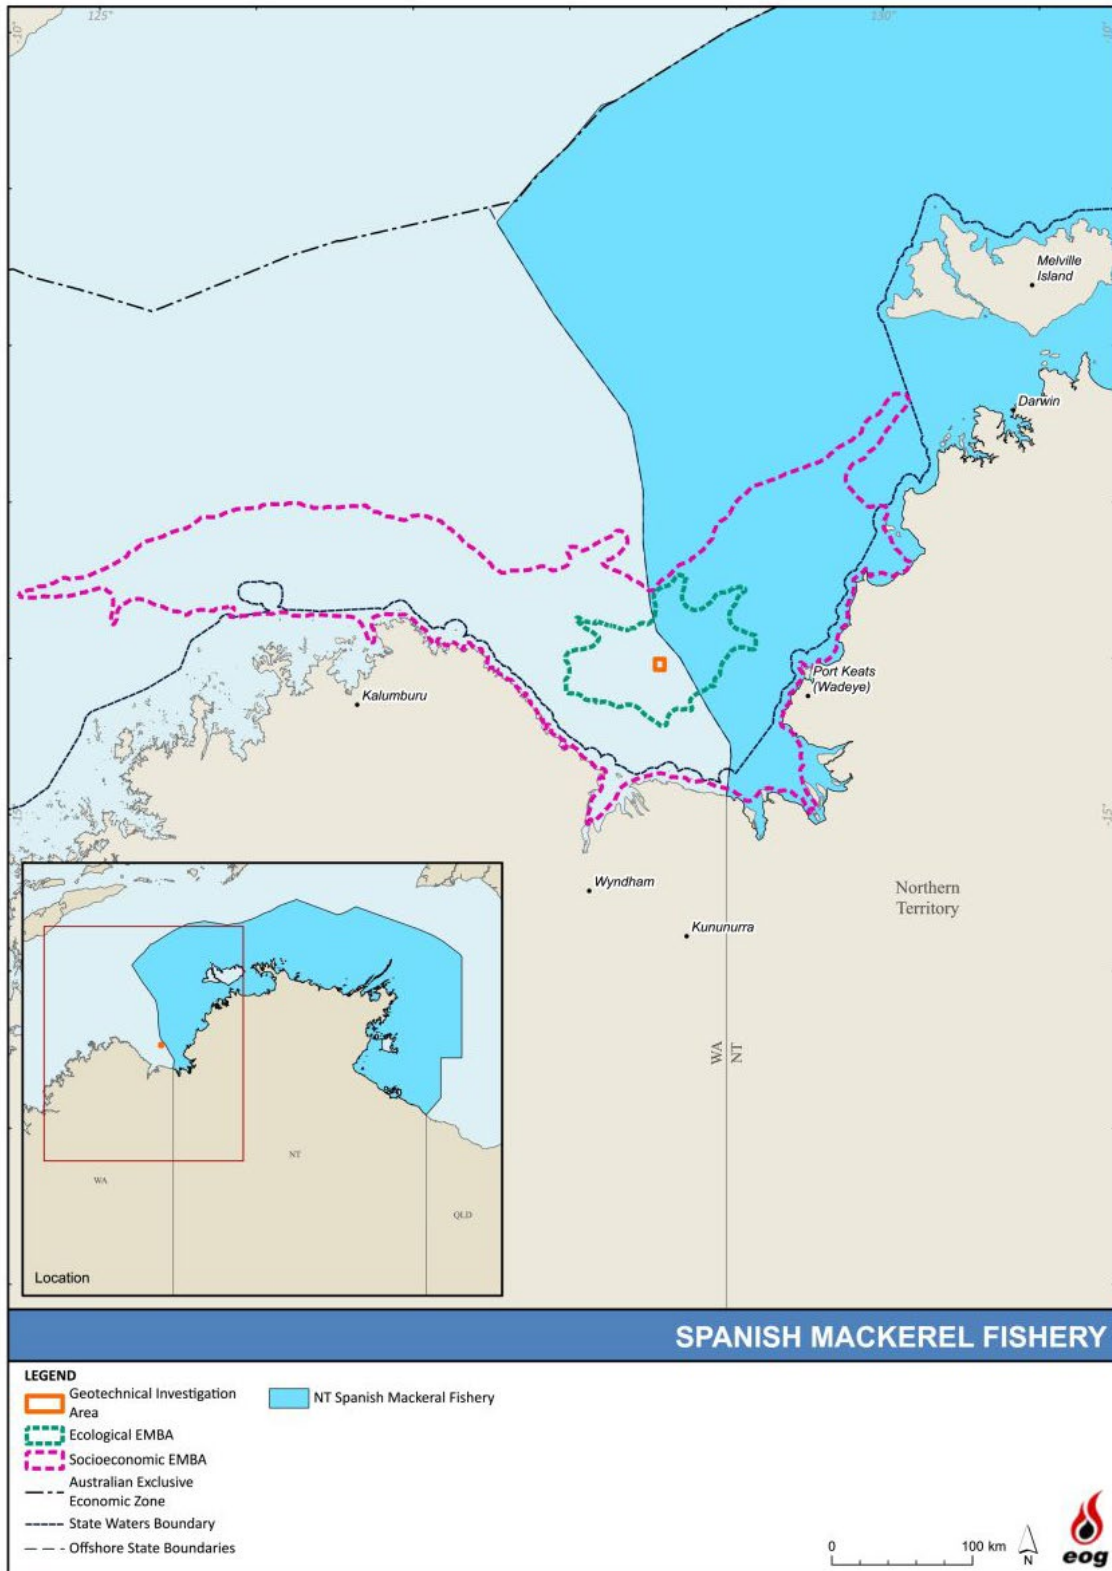 125°
130°
-10°
-10°
Melville
Island
Darwin
Port Keats
(Wadeye)
Kalumburu
-15°
Wyndham
Northern
Territory
Kununurra
WA
NT
NT
WA
QLD
Location
SPANISH MACKEREL FISHERY
LEGEND
Geotechnical Investigation
Area
NT Spanish Mackeral Fishery
Ecological EMBA
Socioeconomic EMBA
Australian Exclusive
Economic Zone
State Waters Boundary
Offshore State Boundaries
0
100 km
N
eog